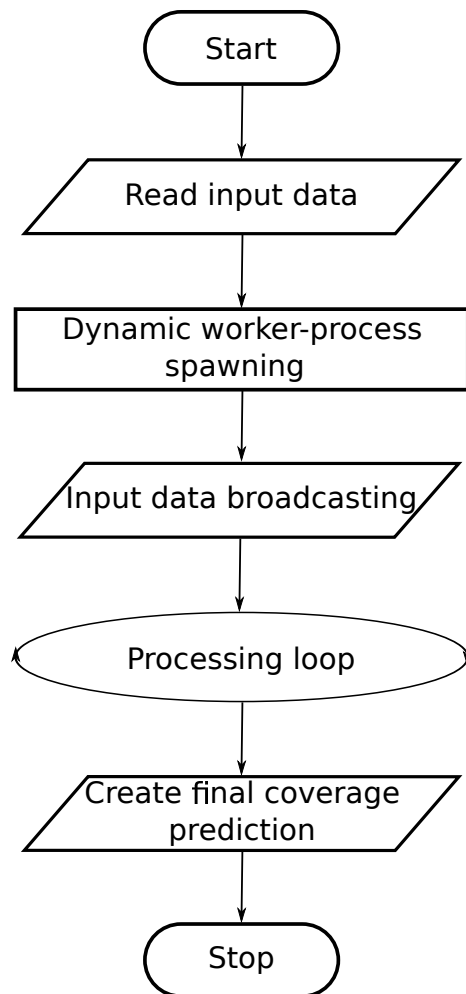 Start
Read input data
Dynamic worker-process
spawning
Input data broadcasting
Processing loop
Create final coverage
prediction
Stop